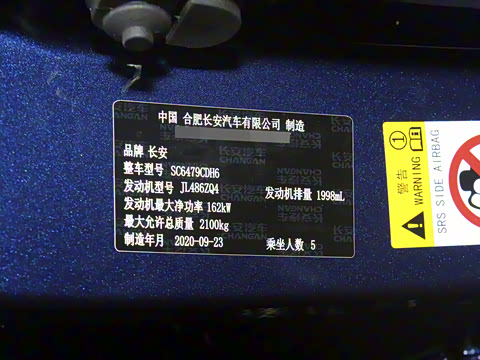 中国 合肥长安汽车有限公司 制造
品牌 长安
整车型号 SC6479CDH6
发动机型号 JL486ZQ4 发动机排量 1998mL
发动机最大净功率 162kW
最大允许总质量 2100kg
制造年月 2020-09-23 乘坐人数 5
警告
WARNING
SRS SIDE AIRBAG